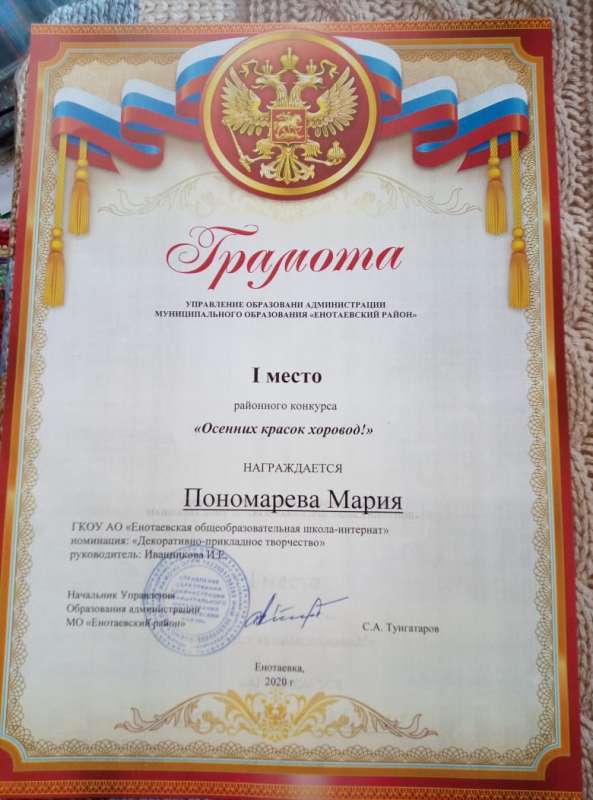 Грамота
УПРАВЛЕНИЕ ОБРАЗОВАНИ АДМИНИСТРАЦИИ
МУНИЦИПАЛЬНОГО ОБРАЗОВАНИЯ «ЕНОТАЕВСКИЙ РАЙОН»
I место
районного конкурса
«Осенних красок хоровод!»
НАГРАЖДАЕТСЯ
Пономарева Мария
ГКОУ АО «Енотаевская общеобразовательная школа-интернат»
номинация: «Декоративно-прикладное творчество»
руководитель: Иванникова И.Г.
Начальник Управления
Образования администрации
МО «Енотаевский район»
С.А. Тунгатаров
Енотаевка,
2020 г